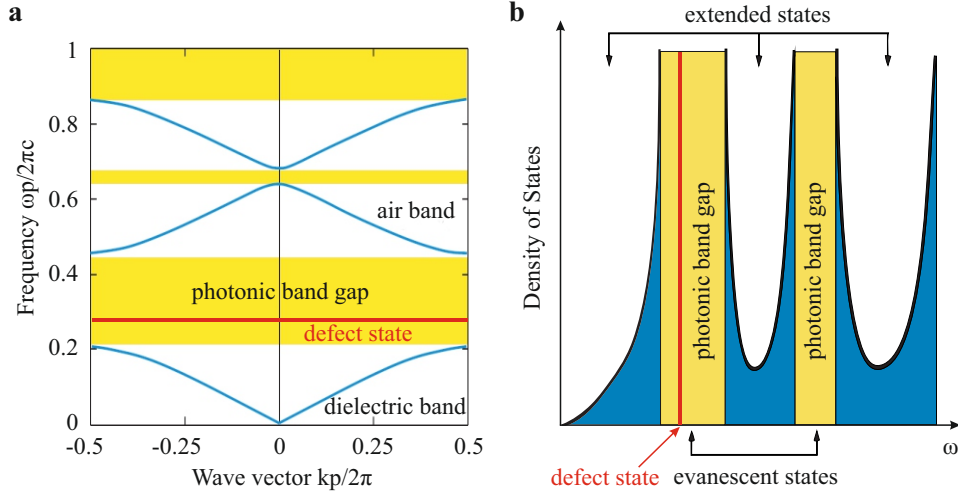 a
Frequency ωp/2πc
1
0.8
0.6
0.4
0.2
0
air band
photonic band gap
defect state
dielectric band
-0.5
-0.25
0
0.25
0.5
Wave vector kp/2π
b
extended states
Density of States
photonic band gap
photonic band gap
ω
defect state
evanescent states